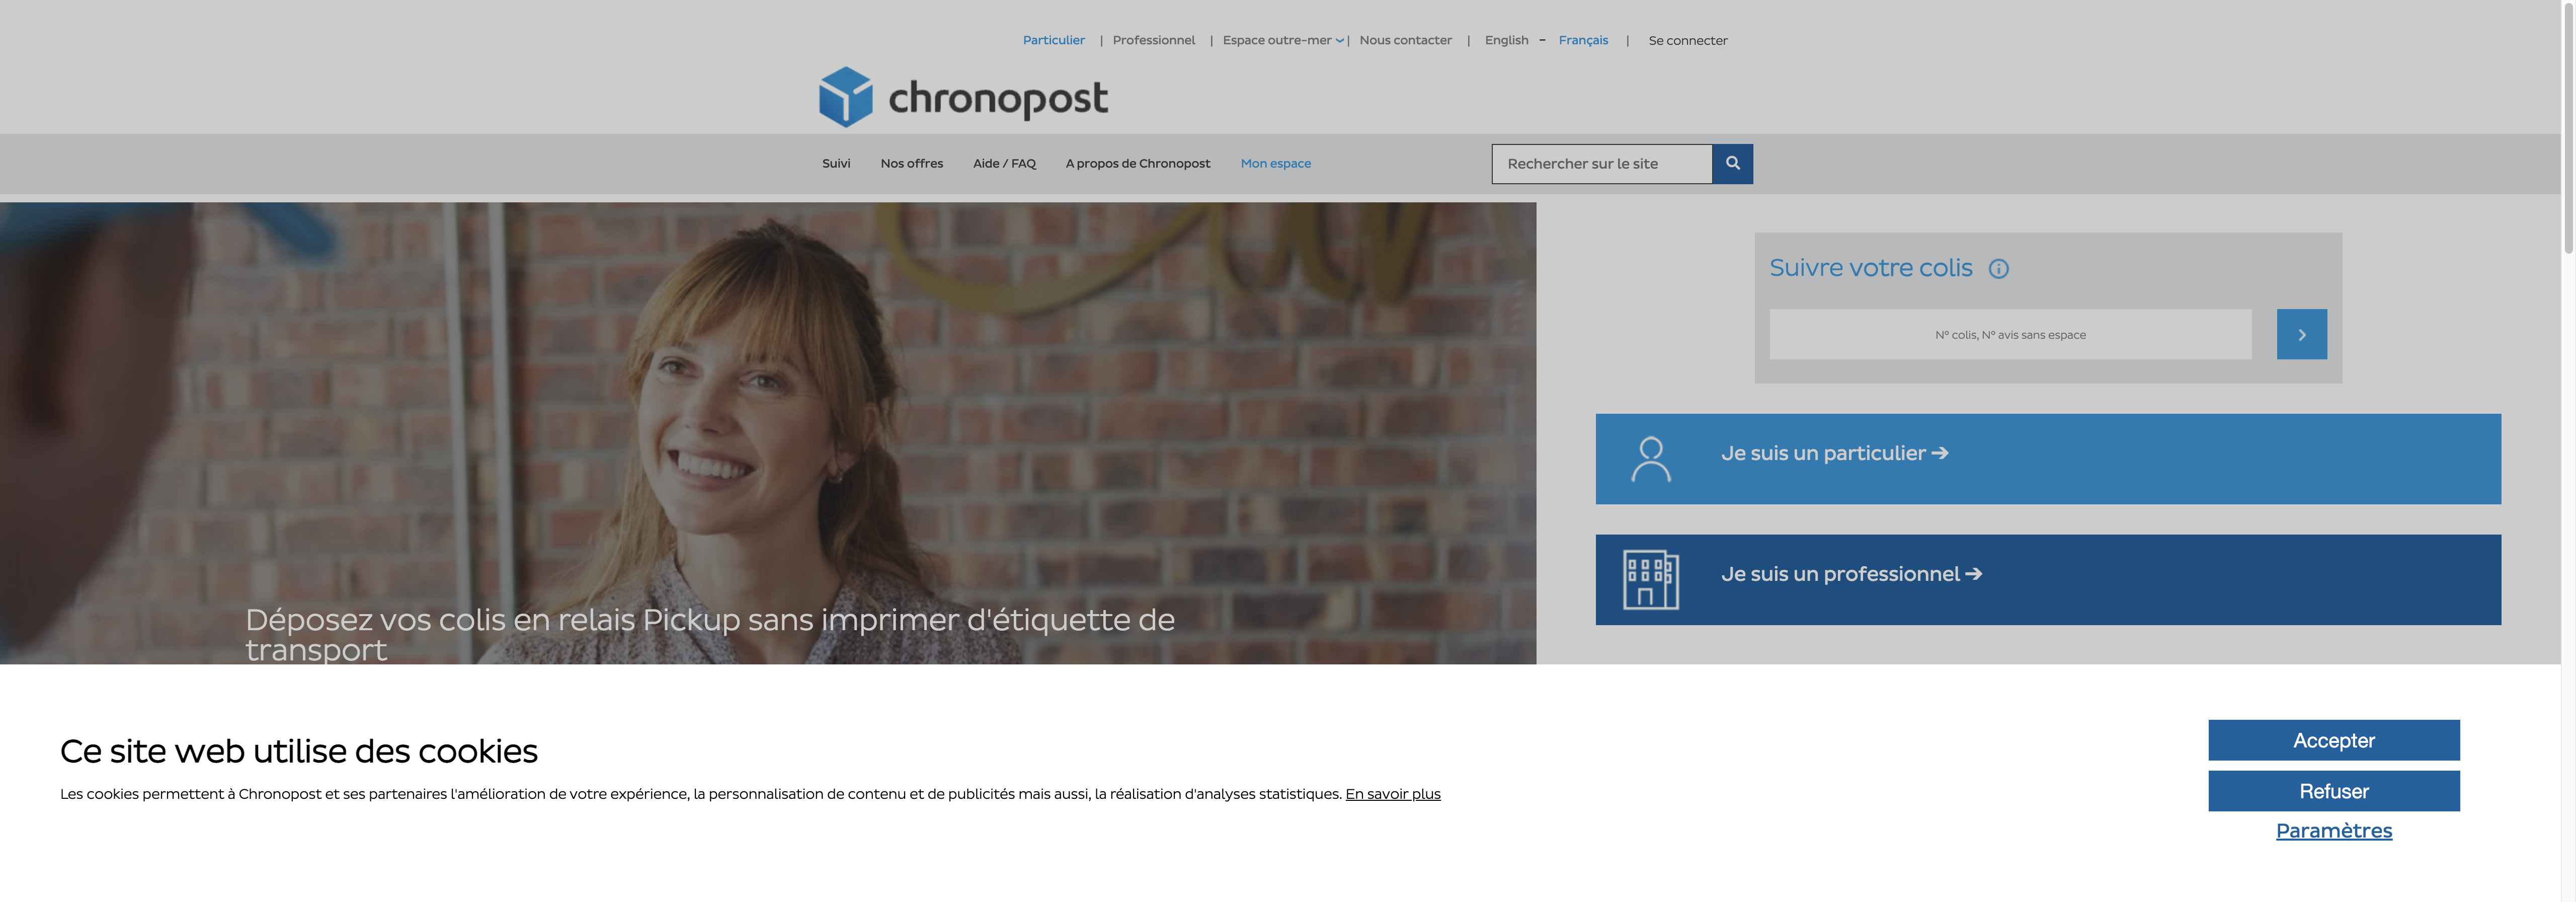 Particulier | Professionnel | Espace outre-mer | Nous contacter | English - Français | Se connecter
chronopost
Suivi Nos offres Aide / FAQ A propos de Chronopost Mon espace Rechercher sur le site
Suivre votre colis
N° colis, N° avis sans espace
Je suis un particulier →
Je suis un professionnel →
Déposez vos colis en relais Pickup sans imprimer d'étiquette de
transport
Ce site web utilise des cookies
Les cookies permettent à Chronopost et ses partenaires l'amélioration de votre expérience, la personnalisation de contenu et de publicités mais aussi, la réalisation d'analyses statistiques. En savoir plus
Accepter
Refuser
Paramètres